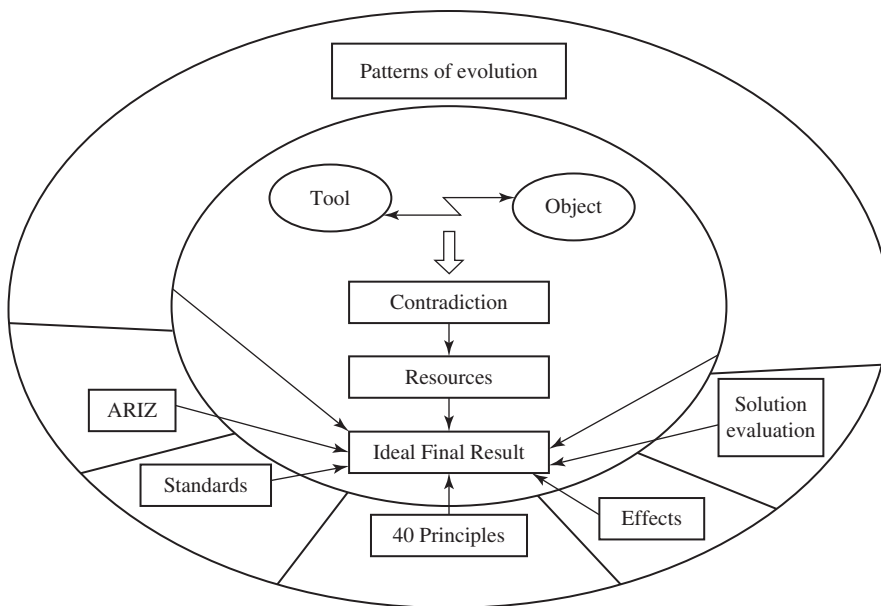 Patterns of evolution
Tool
Object
Contradiction
Resources
ARIZ
Solution
evaluation
Ideal Final Result
Standards
40 Principles
Effects